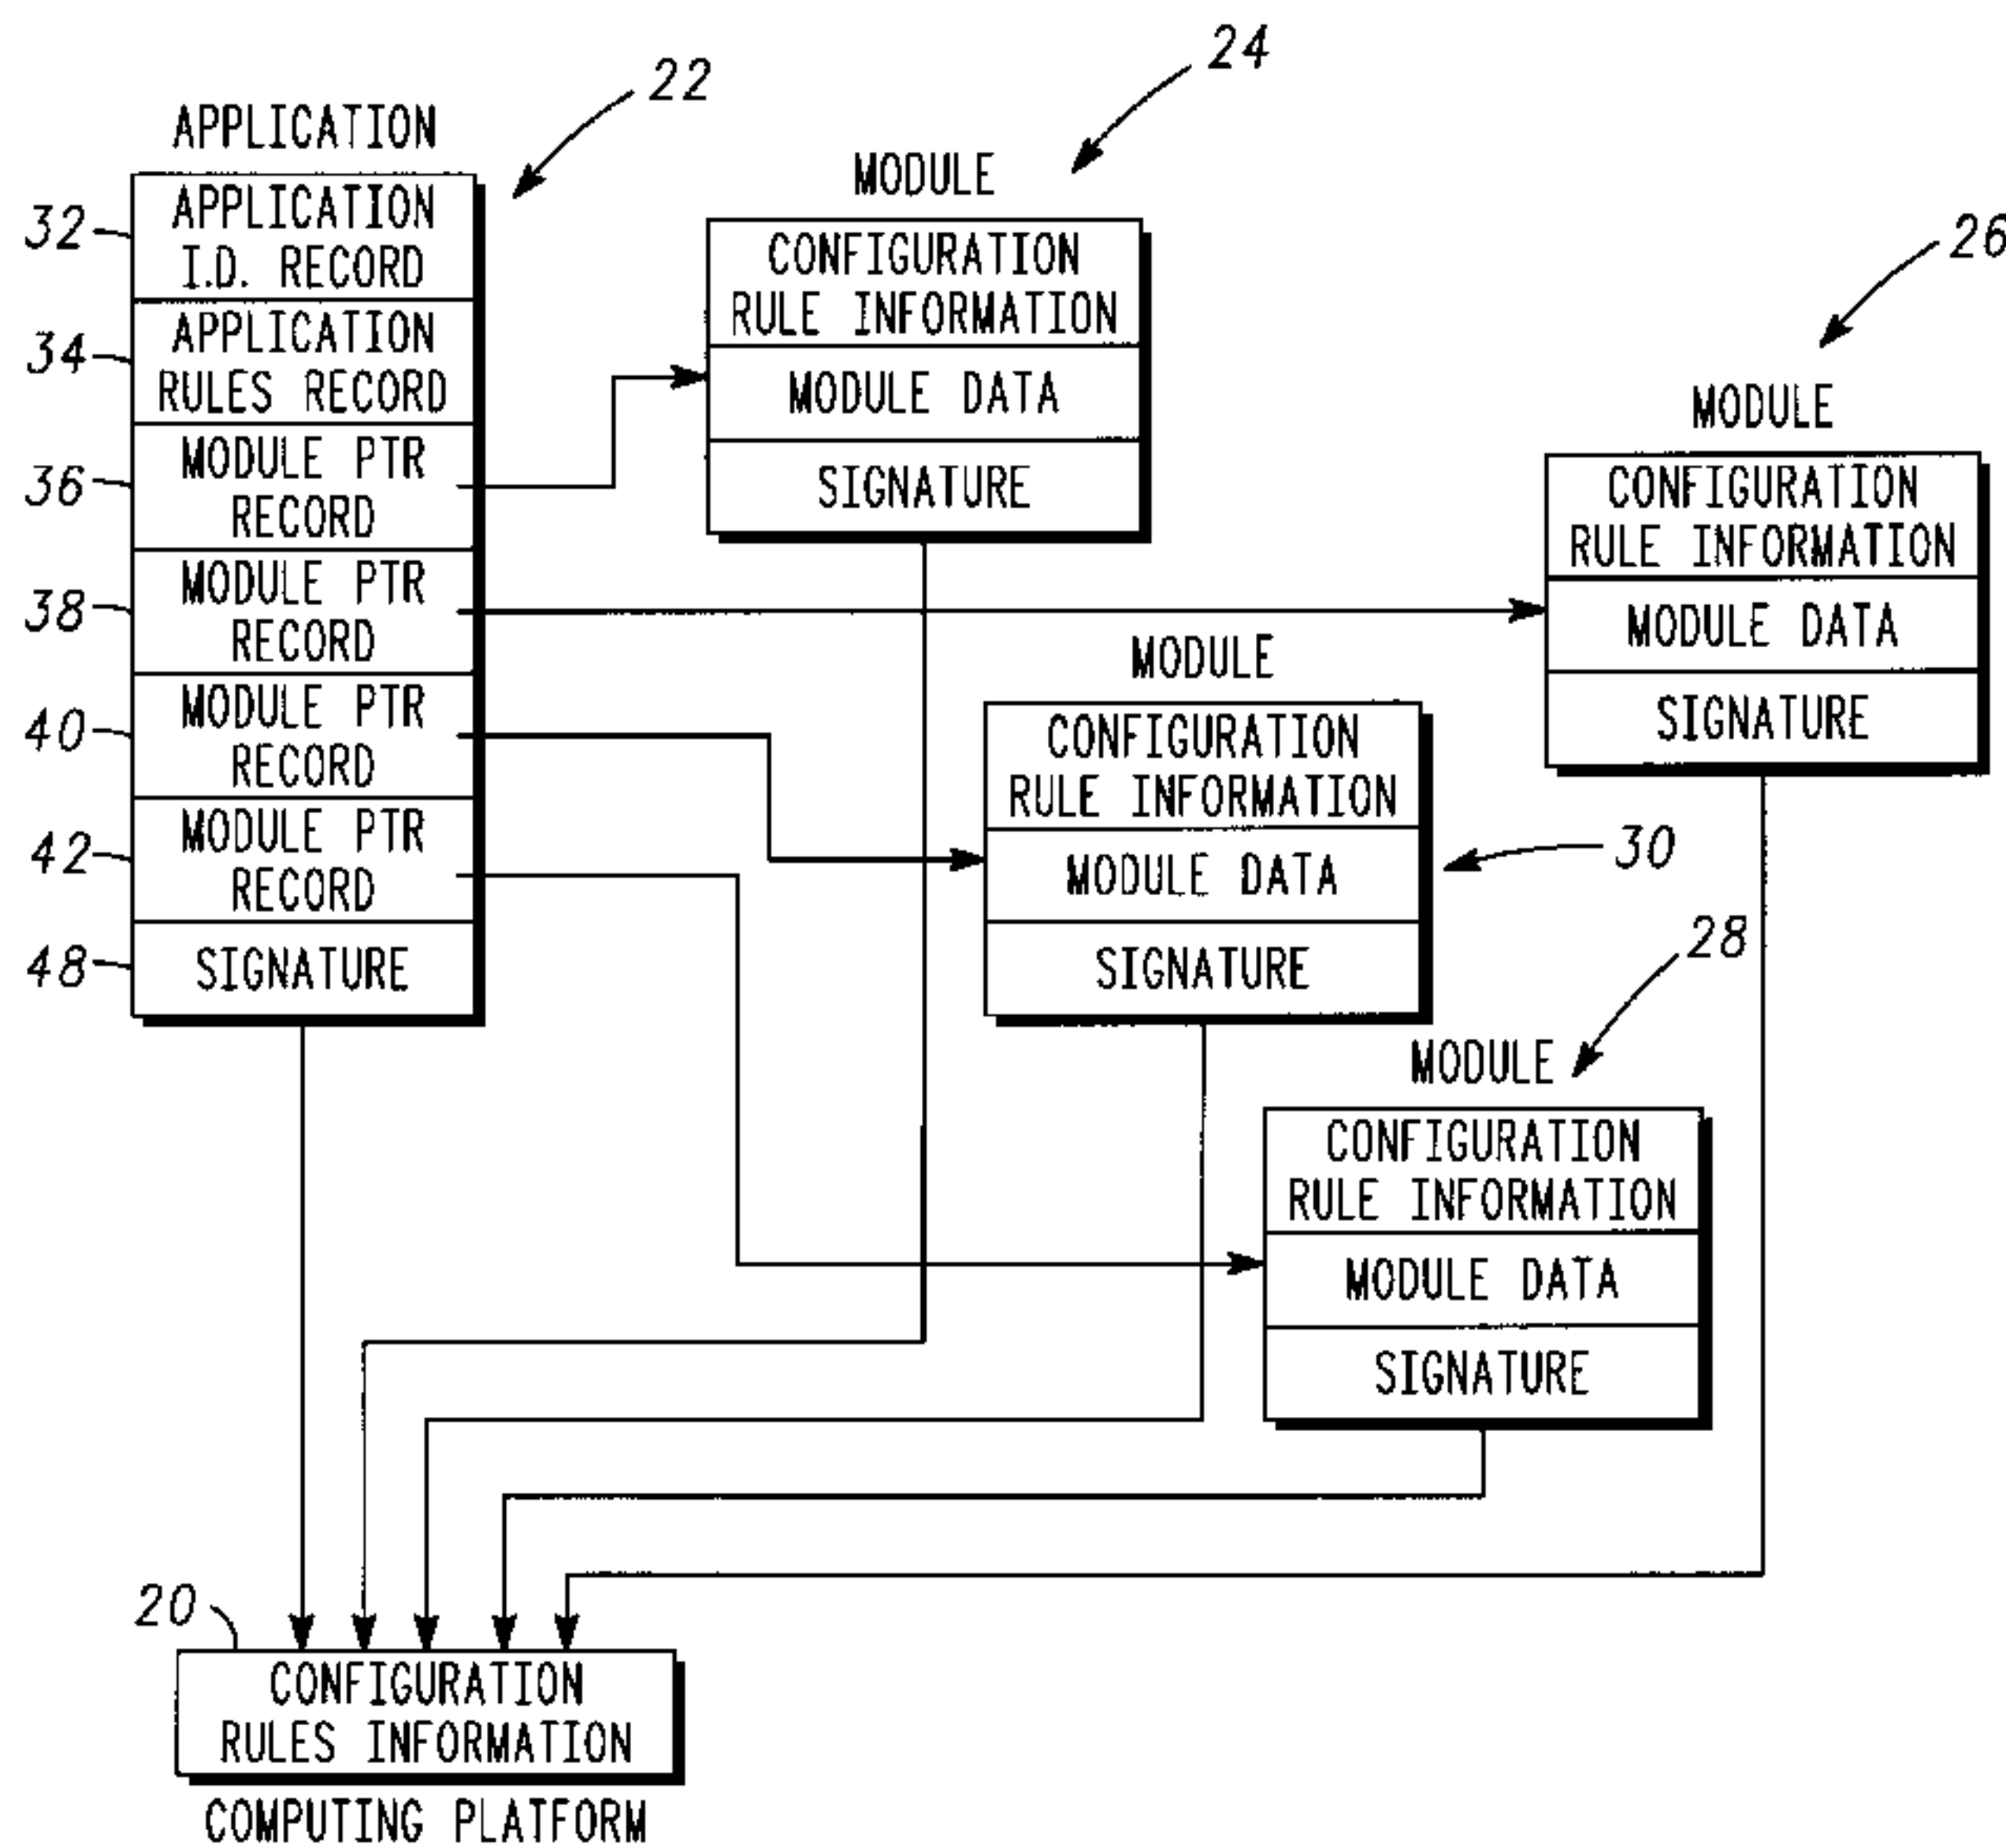 22
APPLICATION
32
APPLICATION
I.D. RECORD
34
APPLICATION
RULES RECORD
36
MODULE PTR
RECORD
38
MODULE PTR
RECORD
40
MODULE PTR
RECORD
42
MODULE PTR
RECORD
48
SIGNATURE
24
MODULE
CONFIGURATION
RULE INFORMATION
MODULE DATA
SIGNATURE
26
MODULE
CONFIGURATION
RULE INFORMATION
MODULE DATA
SIGNATURE
MODULE
CONFIGURATION
RULE INFORMATION
30
MODULE DATA
SIGNATURE
28
MODULE
CONFIGURATION
RULE INFORMATION
MODULE DATA
SIGNATURE
20
CONFIGURATION
RULES INFORMATION
COMPUTING PLATFORM